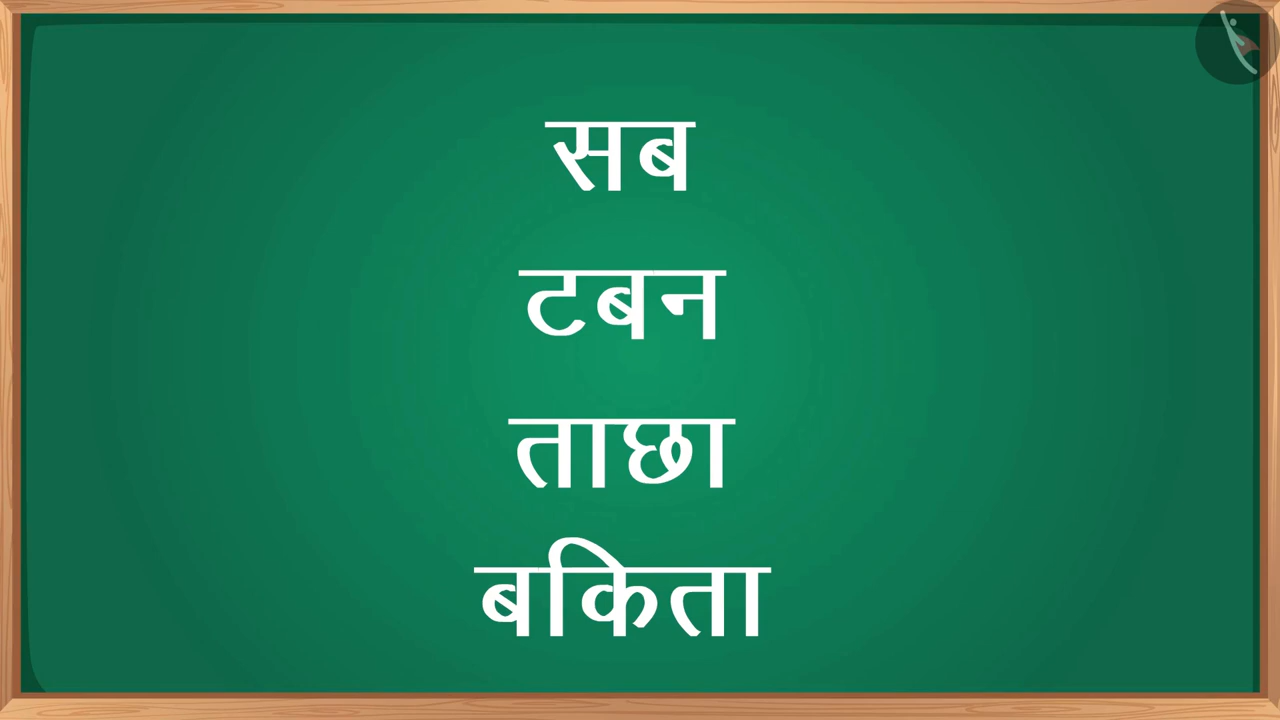 सब
टबन
ताछा
बकिता